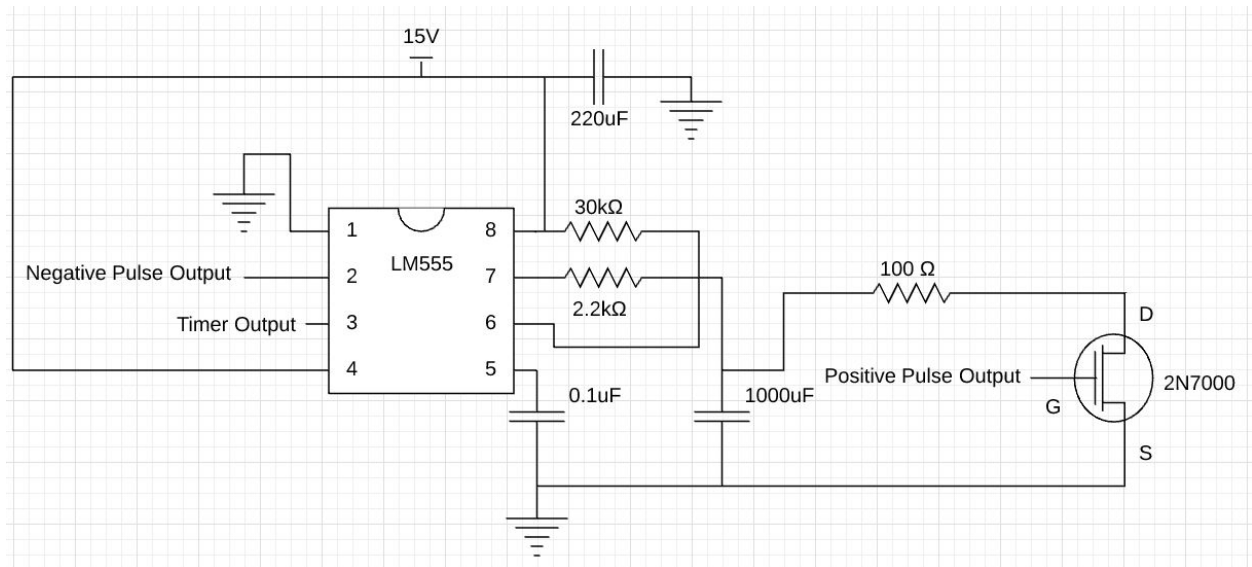 15V
220uF
30kΩ
1
8
LM555
Negative Pulse Output
2
7
100 Ω
2.2kΩ
D
Timer Output
3
6
4
5
Positive Pulse Output
2N7000
0.1uF
1000uF
G
S